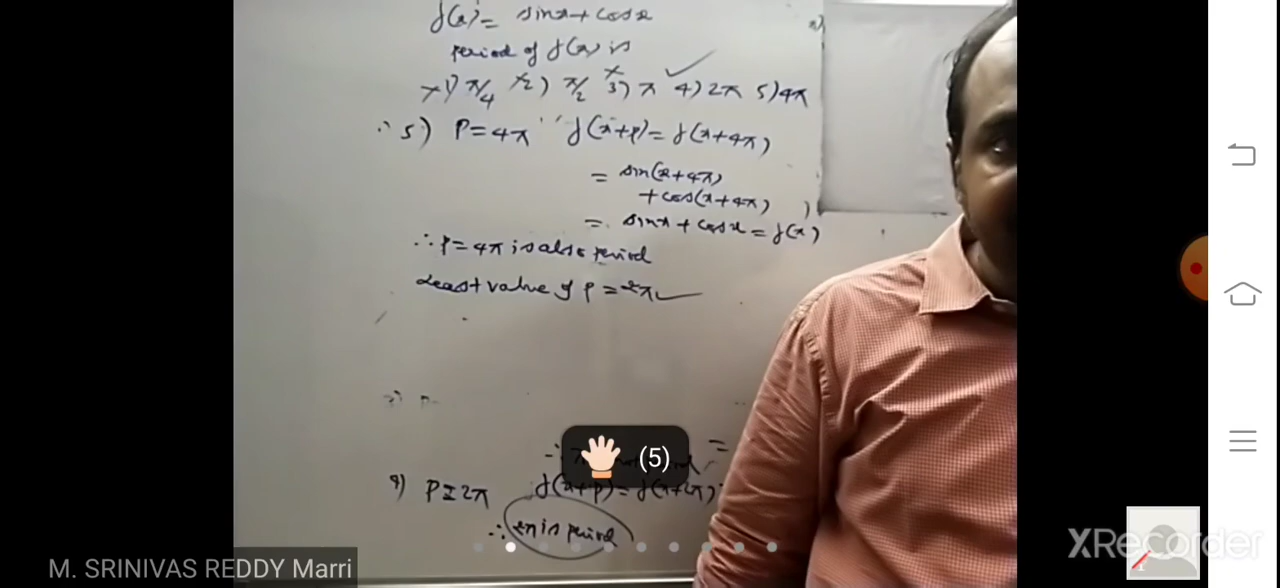 f(x) = sinx + cosx
period of f(x) is
x 1) π/4 x 2) π/2 x 3) π ✓ 4) 2π 5) 4π
∴ 5) P = 4π f(x+p) = f(x+4π)
= sin(x+4π)
+ cos(x+4π)
= sinx + cosx = f(x)
∴ p = 4π is also period
Least value of p = 2π ✓
(5)
P = 2π f(x+p) = f(x+2π)
∴ 2π is period
M. SRINIVAS REDDY Marri
XRecorder